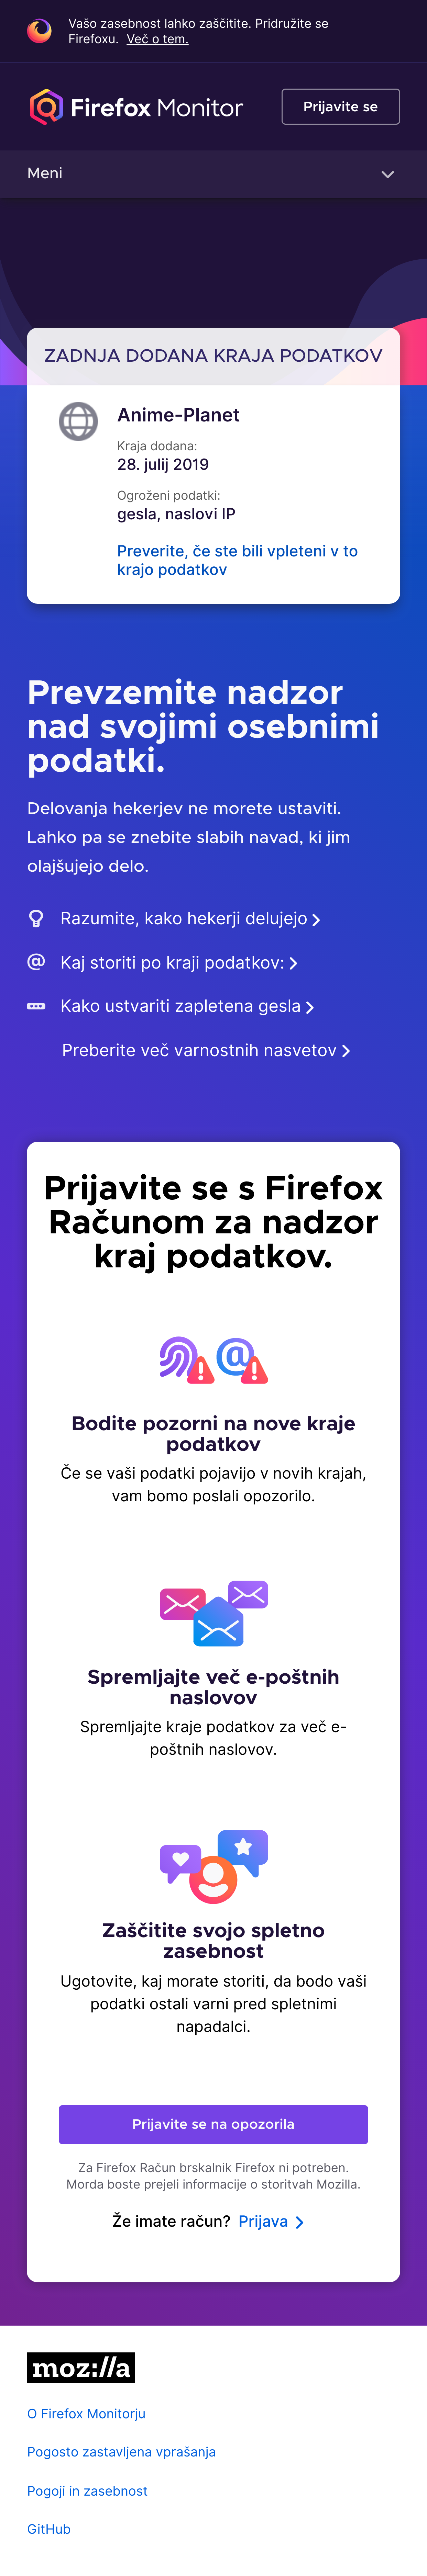 Vašo zasebnost lahko zaščitite. Pridružite se
Firefoxu. Več o tem.
Firefox Monitor
Prijavite se
Meni
ZADNJA DODANA KRAJA PODATKOV
Anime-Planet
Kraja dodana:
28. julij 2019
Ogroženi podatki:
gesla, naslovi IP
Preverite, če ste bili vpleteni v to
krajo podatkov
Prevzemite nadzor
nad svojimi osebnimi
podatki.
Delovanja hekerjev ne morete ustaviti.
Lahko pa se znebite slabih navad, ki jim
olajšujejo delo.
Razumite, kako hekerji delujejo
Kaj storiti po kraji podatkov:
Kako ustvariti zapletena gesla
Preberite več varnostnih nasvetov
Prijavite se s Firefox
Računom za nadzor
kraj podatkov.
Bodite pozorni na nove kraje
podatkov
Če se vaši podatki pojavijo v novih krajah,
vam bomo poslali opozorilo.
Spremljajte več e-poštnih
naslovov
Spremljajte kraje podatkov za več e-
poštnih naslovov.
Zaščitite svojo spletno
zasebnost
Ugotovite, kaj morate storiti, da bodo vaši
podatki ostali varni pred spletnimi
napadalci.
Prijavite se na opozorila
Za Firefox Račun brskalnik Firefox ni potreben.
Morda boste prejeli informacije o storitvah Mozilla.
Že imate račun? Prijava
moz://a
O Firefox Monitorju
Pogosto zastavljena vprašanja
Pogoji in zasebnost
GitHub